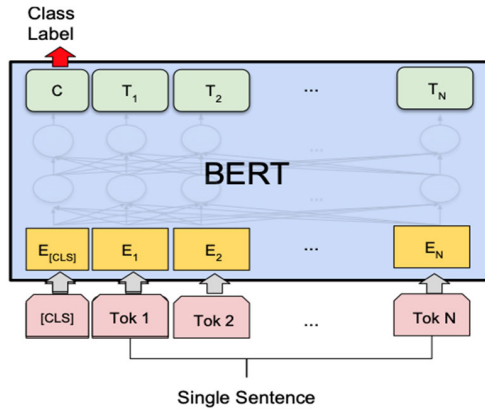 Class
Label
C T1 T2 ... TN
...
BERT
...
E[CLS] E1 E2 ... EN
[CLS] Tok 1 Tok 2 ... Tok N
Single Sentence